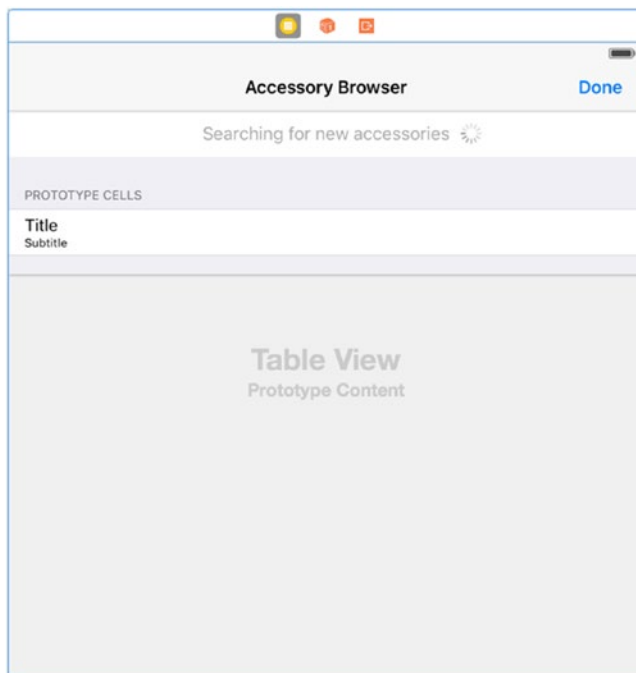 Accessory Browser Done
Searching for new accessories
PROTOTYPE CELLS
Title
Subtitle
Table View
Prototype Content